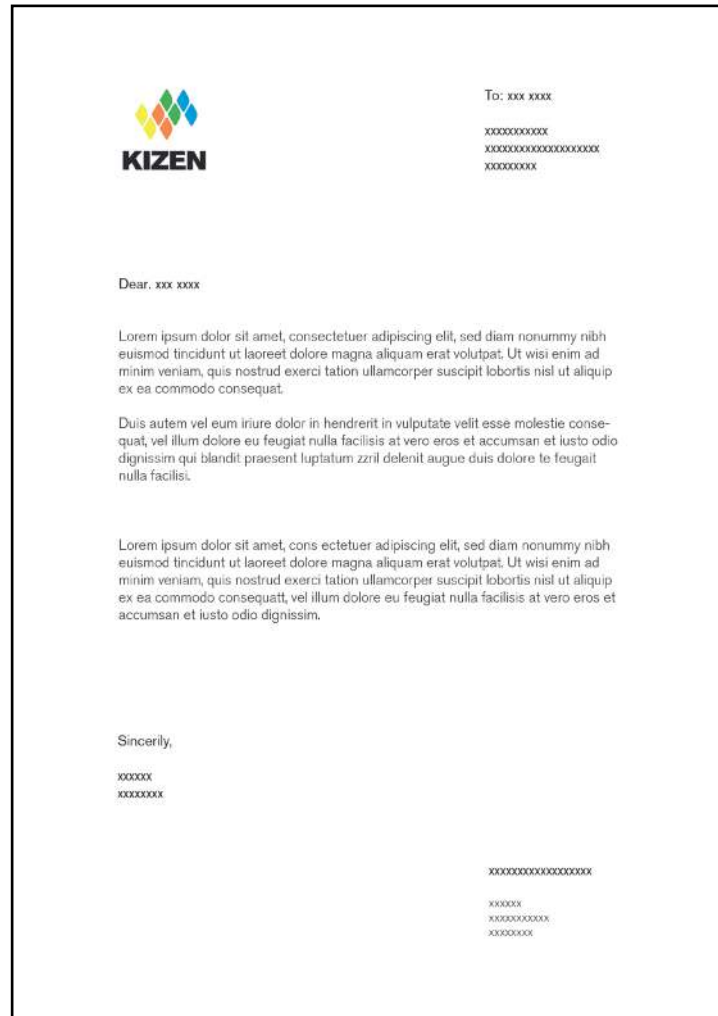 KIZEN
To: xxx xxxx
xxxxxxxxxxx
xxxxxxxxxxxxxxxxxxxx
xxxxxxxxx
Dear. xxx xxxx
Lorem ipsum dolor sit amet, consectetuer adipiscing elit, sed diam nonummy nibh
euismod tincidunt ut laoreet dolore magna aliquam erat volutpat. Ut wisi enim ad
minim veniam, quis nostrud exerci tation ullamcorper suscipit lobortis nisl ut aliquip
ex ea commodo consequat.
Duis autem vel eum iriure dolor in hendrerit in vulputate velit esse molestie conse-
quat, vel illum dolore eu feugiat nulla facilisis at vero eros et accumsan et iusto odio
dignissim qui blandit praesent luptatum zzril delenit augue duis dolore te feugait
nulla facilisi.
Lorem ipsum dolor sit amet, cons ectetuer adipiscing elit, sed diam nonummy nibh
euismod tincidunt ut laoreet dolore magna aliquam erat volutpat. Ut wisi enim ad
minim veniam, quis nostrud exerci tation ullamcorper suscipit lobortis nisl ut aliquip
ex ea commodo consequatt, vel illum dolore eu feugiat nulla facilisis at vero eros et
accumsan et iusto odio dignissim.
Sincerily,
xxxxxx
xxxxxxxx
xxxxxxxxxxxxxxxxxx
xxxxxx
xxxxxxxxxxx
xxxxxxxx